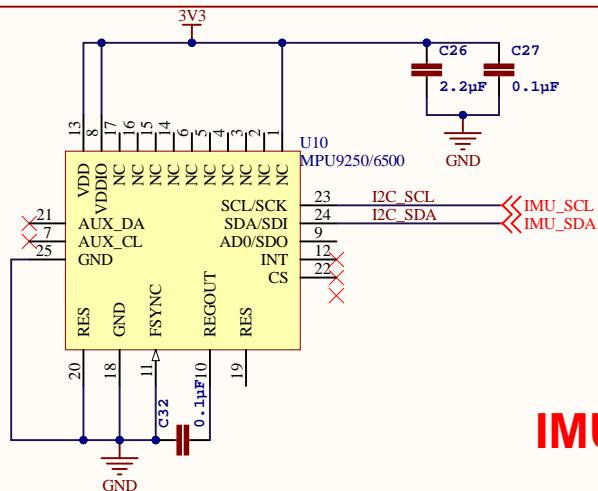 3V3
C26
C27
2.2µF
0.1µF
GND
13
8
17
16
15
14
6
5
4
3
2
1
U10
MPU9250/6500
VDD
VDDIO
NC
NC
NC
NC
NC
NC
NC
NC
NC
NC
21
AUX_DA
7
AUX_CL
25
GND
SCL/SCK
23
I2C_SCL
IMU_SCL
SDA/SDI
24
I2C_SDA
IMU_SDA
AD0/SDO
9
INT
12
CS
22
RES
GND
FSYNC
REGOUT
RES
20
18
11
10
19
C32
0.1µF
GND
IMU